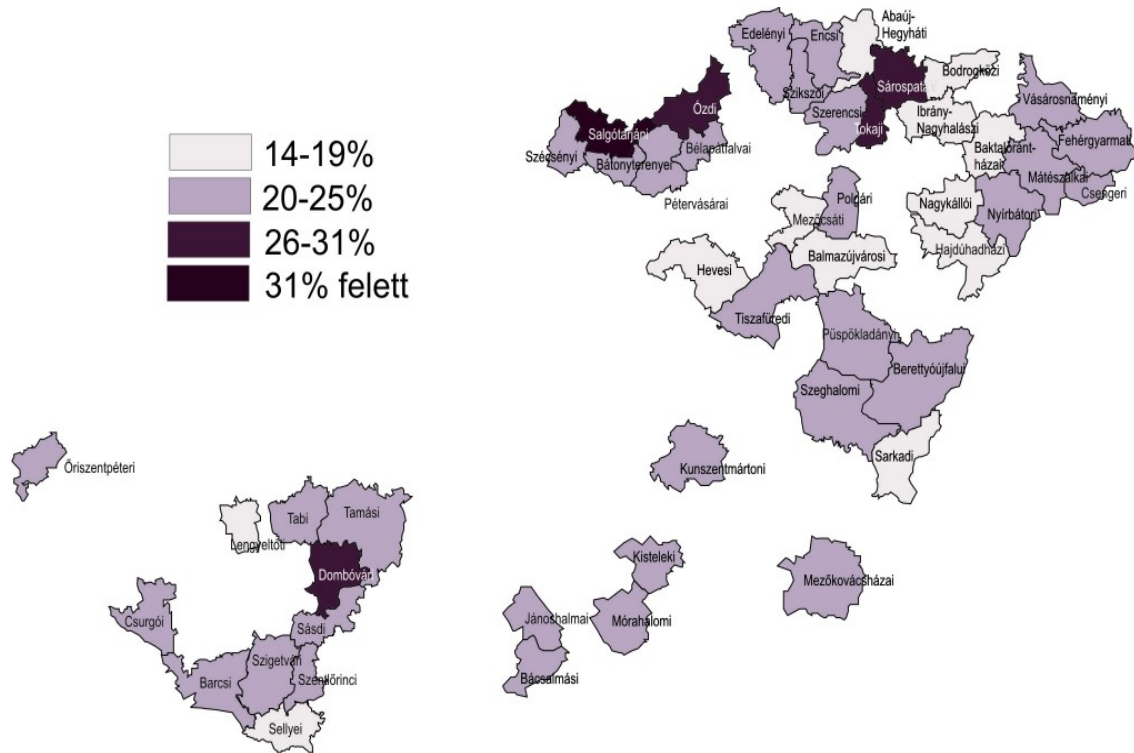 Abaúj-
Hegyháti
Edelényi
Encsi
Bodrogközi
Szikszói
Sárospataki
Vásárosnaményi
14-19%
20-25%
26-31%
31% felett
Ózdi
Szerencsi
Ibrány-
Nagyhalászi
Tokaji
Salgótarjáni
Fehérgyarmati
Bélapátfalvai
Baktalóránt-
házai
Szécsényi
Bátonyterenyei
Mátészalkai
Csengeri
Pétervásárai
Polgári
Nagykállói
Nyírbátori
Mezőcsáti
Hajdúhadházi
Balmazújvárosi
Hevesi
Tiszafüredi
Püspökladányi
Berettyóújfalui
Szeghalomi
Sarkadi
Őriszentpéteri
Kunszentmártoni
Tabi
Tamási
Lengyeltóti
Kisteleki
Dombóvári
Mezőkovácsházai
Csurgói
Jánoshalmai
Mórahalomi
Sásdi
Szigetvári
Szentlőrinci
Bácsalmási
Barcsi
Sellyei